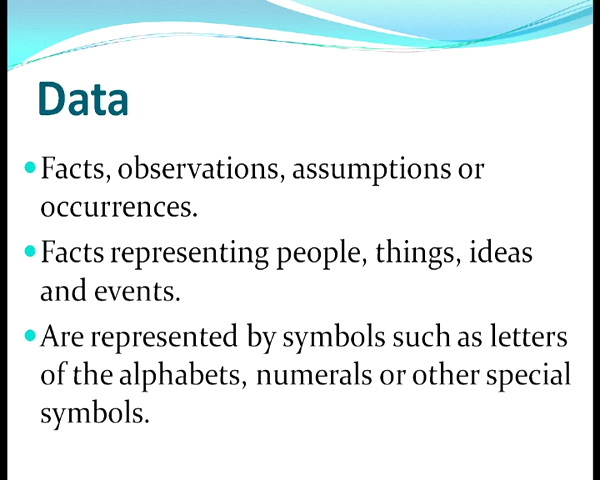 Data
Facts, observations, assumptions or
occurrences.
Facts representing people, things, ideas
and events.
Are represented by symbols such as letters
of the alphabets, numerals or other special
symbols.